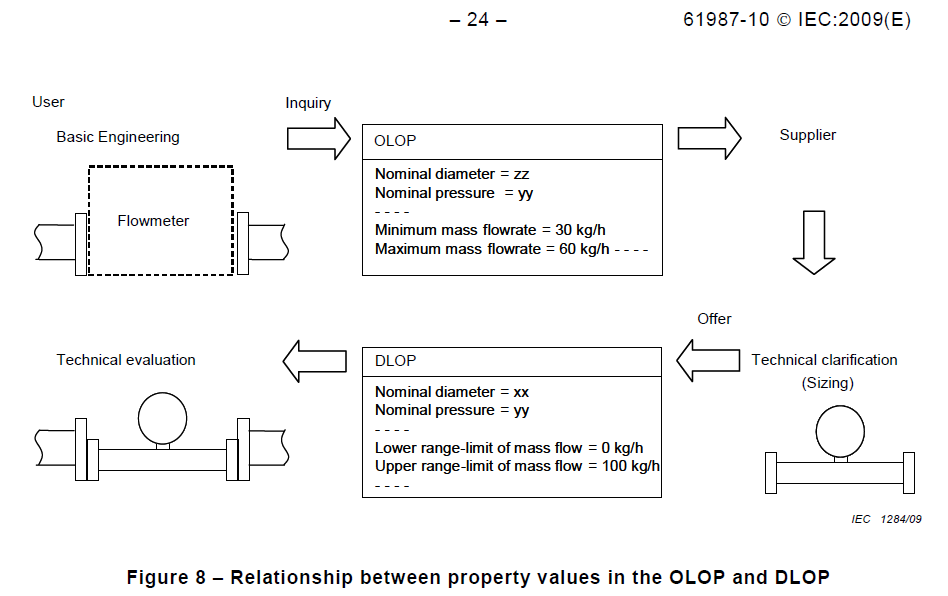 – 24 –
61987-10 © IEC:2009(E)
User
Inquiry
Basic Engineering
Flowmeter
OLOP
Nominal diameter = zz
Nominal pressure = yy
- - - -
Minimum mass flowrate = 30 kg/h
Maximum mass flowrate = 60 kg/h - - - -
Supplier
Offer
Technical clarification
(Sizing)
DLOP
Nominal diameter = xx
Nominal pressure = yy
- - - -
Lower range-limit of mass flow = 0 kg/h
Upper range-limit of mass flow = 100 kg/h
- - - -
Technical evaluation
IEC 1284/09
Figure 8 – Relationship between property values in the OLOP and DLOP